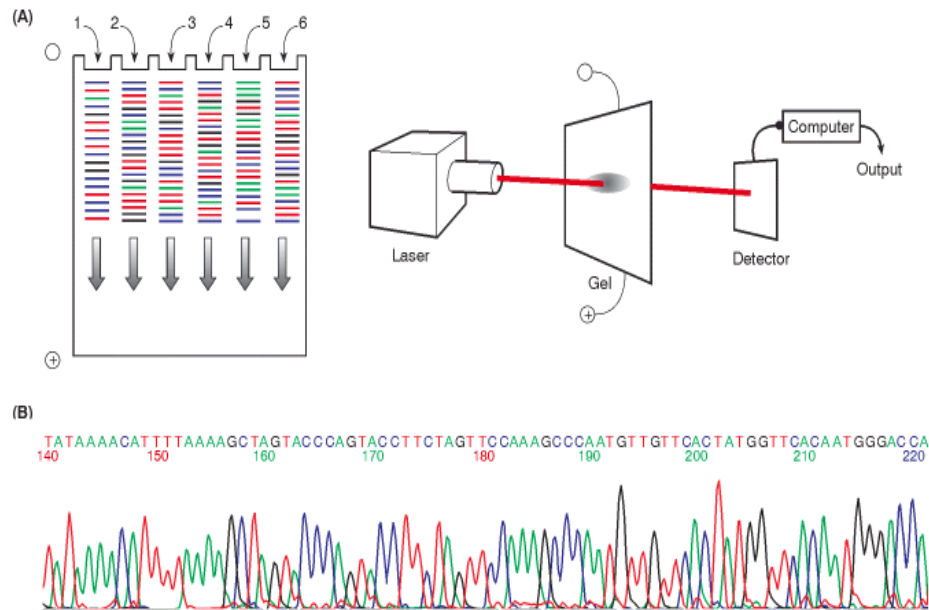 (A)
1 2 3 4 5 6
−
+
Laser
Gel
+
Detector
Computer
Output
(B)
TATAAAACATTTTAAAAGCTAGTACCCAGTACCTTCTAGTTCCAAAGCCCAATGTTGTTCACTATGGTTCACAATGGGACCA
140 150 160 170 180 190 200 210 220